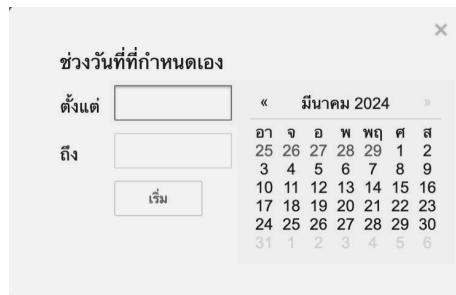 ×
ช่วงวันที่ที่กำหนดเอง
ตั้งแต่
ถึง
เริ่ม
« มีนาคม 2024 »
อา จ อ พ พฤ ศ ส
25 26 27 28 29 1 2
3 4 5 6 7 8 9
10 11 12 13 14 15 16
17 18 19 20 21 22 23
24 25 26 27 28 29 30
31 1 2 3 4 5 6